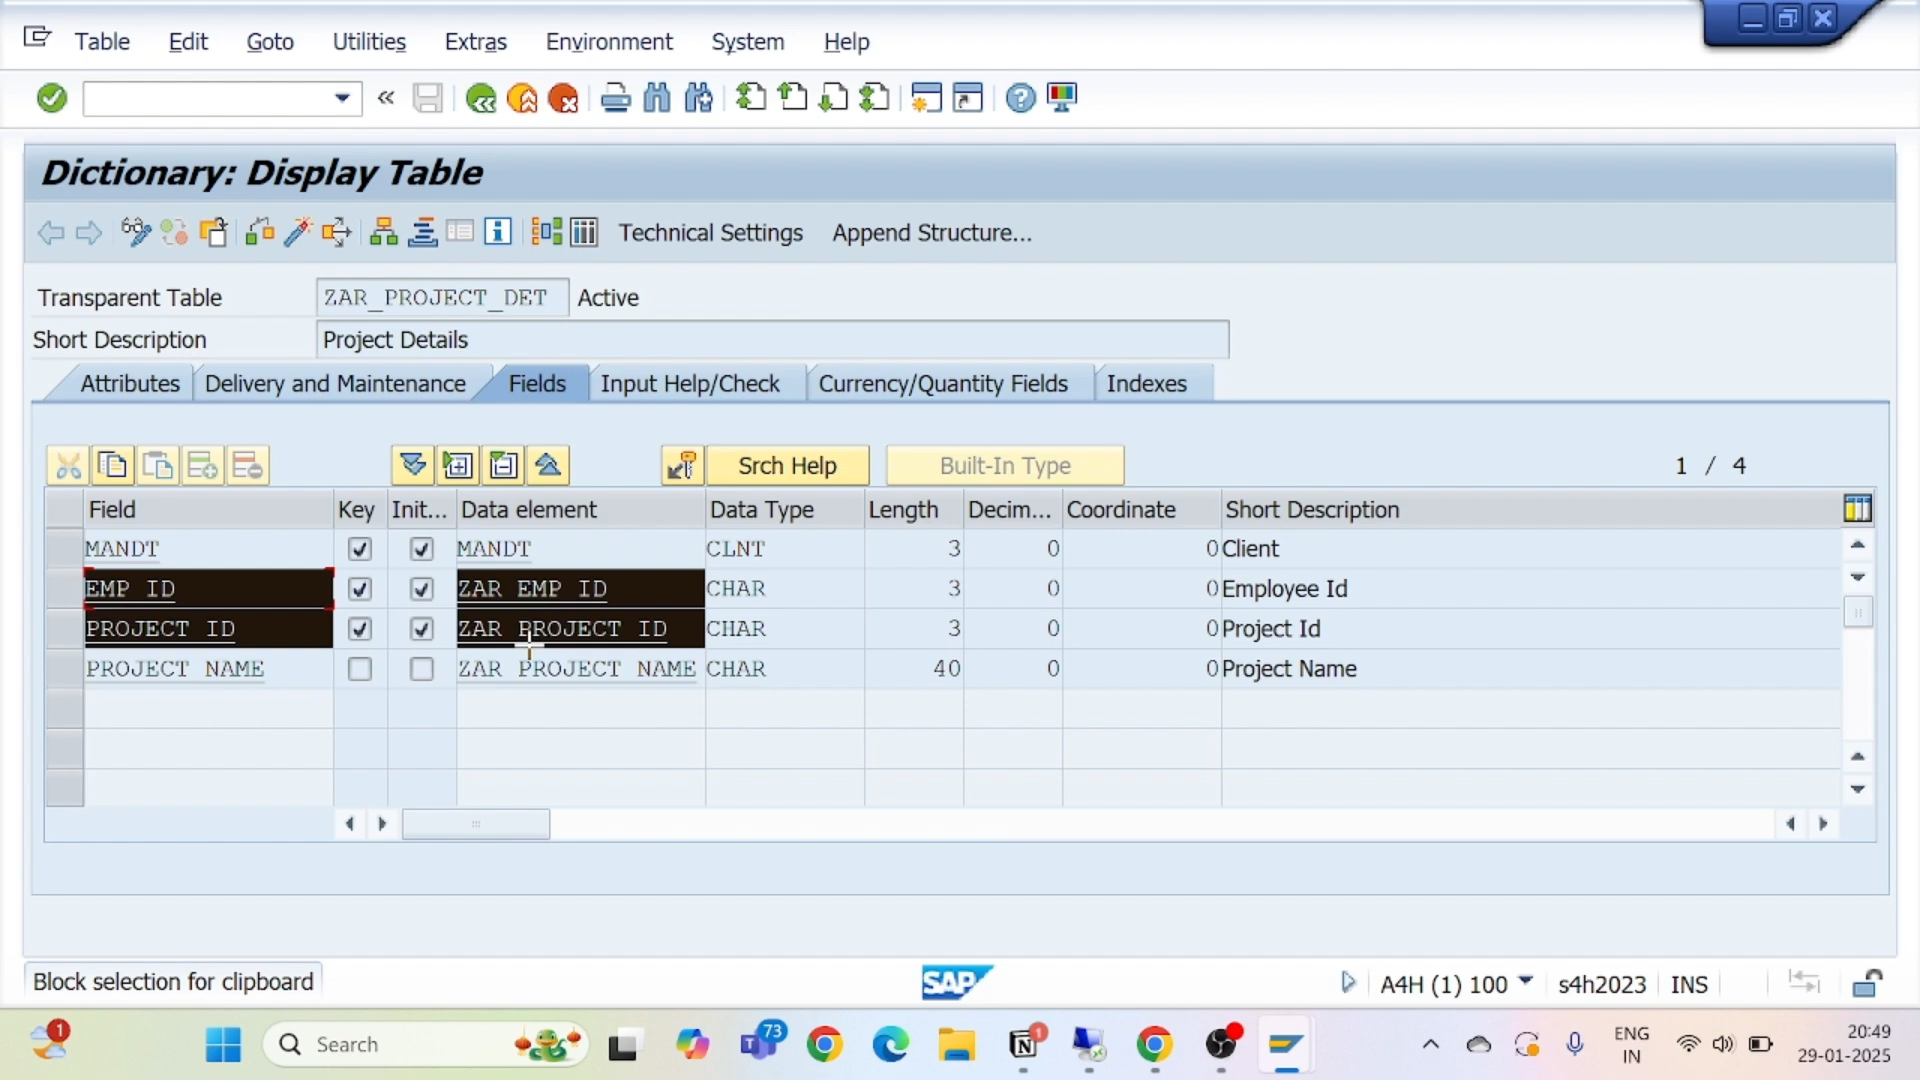 Table Edit Goto Utilities Extras Environment System Help
Dictionary: Display Table
Technical Settings Append Structure...
Transparent Table ZAR_PROJECT_DET Active
Short Description Project Details
Attributes Delivery and Maintenance Fields Input Help/Check Currency/Quantity Fields Indexes
Srch Help Built-In Type 1 / 4
Field Key Init... Data element Data Type Length Decim... Coordinate Short Description
MANDT MANDT CLNT 3 0 0 Client
EMP_ID ZAR_EMP_ID CHAR 3 0 0 Employee Id
PROJECT_ID ZAR_PROJECT_ID CHAR 3 0 0 Project Id
PROJECT_NAME ZAR_PROJECT_NAME CHAR 40 0 0 Project Name
Block selection for clipboard SAP A4H (1) 100 s4h2023 INS
1 Search 73 1 ENG 20:49
IN 29-01-2025